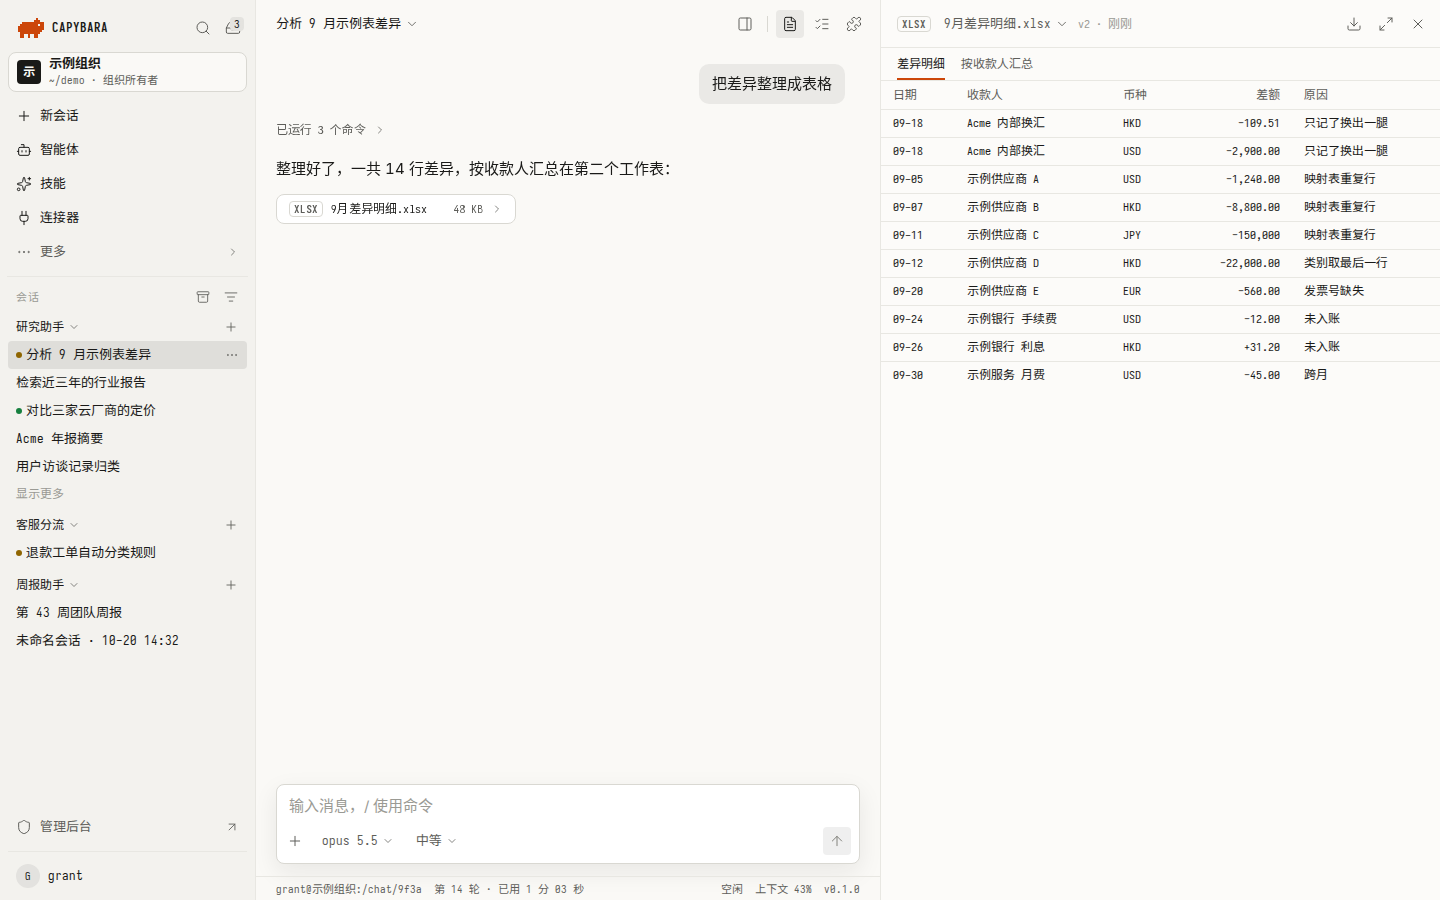 CAPYBARA
3
示
示例组织
~/demo · 组织所有者
新会话
智能体
技能
连接器
更多
会话
研究助手
分析 9 月示例表差异
检索近三年的行业报告
对比三家云厂商的定价
Acme 年报摘要
用户访谈记录归类
显示更多
客服分流
退款工单自动分类规则
周报助手
第 43 周团队周报
未命名会话 · 10-20 14:32
管理后台
G grant
分析 9 月示例表差异
把差异整理成表格
已运行 3 个命令
整理好了，一共 14 行差异，按收款人汇总在第二个工作表：
XLSX 9月差异明细.xlsx 48 KB
输入消息，/ 使用命令
opus 5.5 中等
grant@示例组织:/chat/9f3a 第 14 轮 · 已用 1 分 03 秒 空闲 上下文 43% v0.1.0
XLSX 9月差异明细.xlsx v2 · 刚刚
差异明细 按收款人汇总
日期 收款人 币种 差额 原因
09-18 Acme 内部换汇 HKD -109.51 只记了换出一腿
09-18 Acme 内部换汇 USD -2,900.00 只记了换出一腿
09-05 示例供应商 A USD -1,240.00 映射表重复行
09-07 示例供应商 B HKD -8,800.00 映射表重复行
09-11 示例供应商 C JPY -150,000 映射表重复行
09-12 示例供应商 D HKD -22,000.00 类别取最后一行
09-20 示例供应商 E EUR -560.00 发票号缺失
09-24 示例银行 手续费 USD -12.00 未入账
09-26 示例银行 利息 HKD +31.20 未入账
09-30 示例服务 月费 USD -45.00 跨月